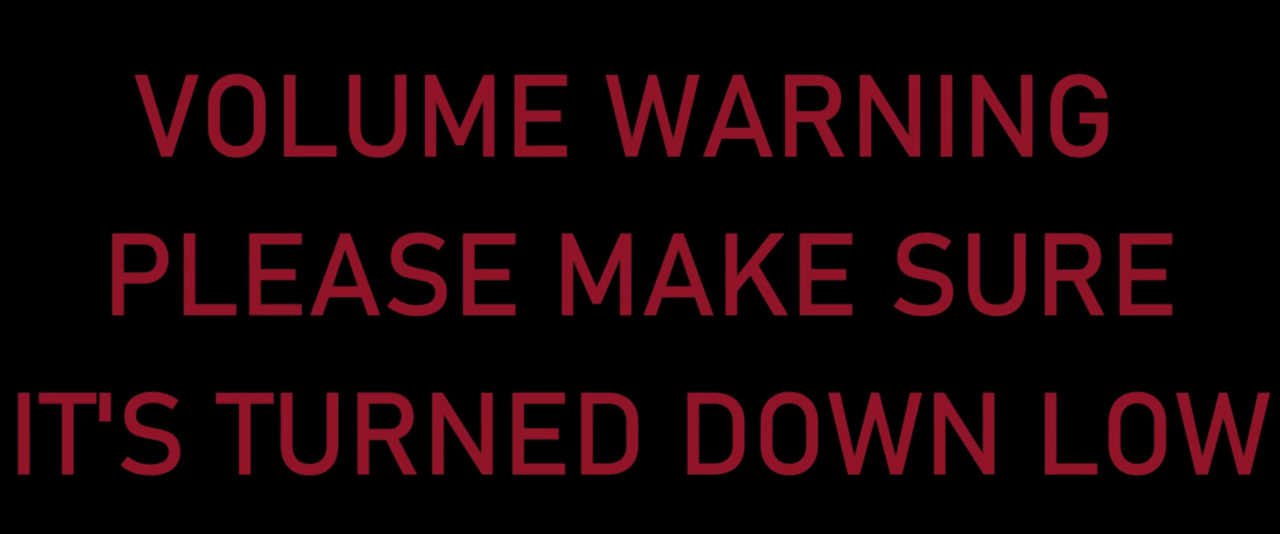 VOLUME WARNING
PLEASE MAKE SURE
IT'S TURNED DOWN LOW